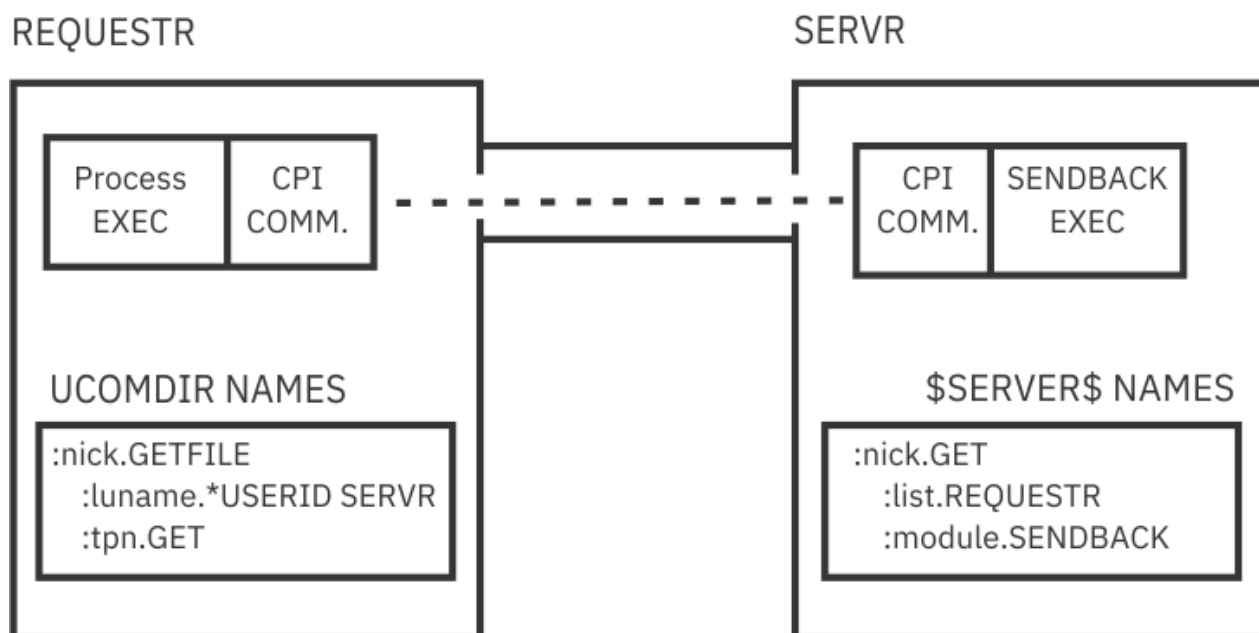 REQUESTR
SERVR
Process
EXEC
CPI
COMM.
CPI
COMM.
SENDBACK
EXEC
UCOMDIR NAMES
:nick.GETFILE
:luname.*USERID SERVR
:tpn.GET
$SERVER$ NAMES
:nick.GET
:list.REQUESTR
:module.SENDBACK